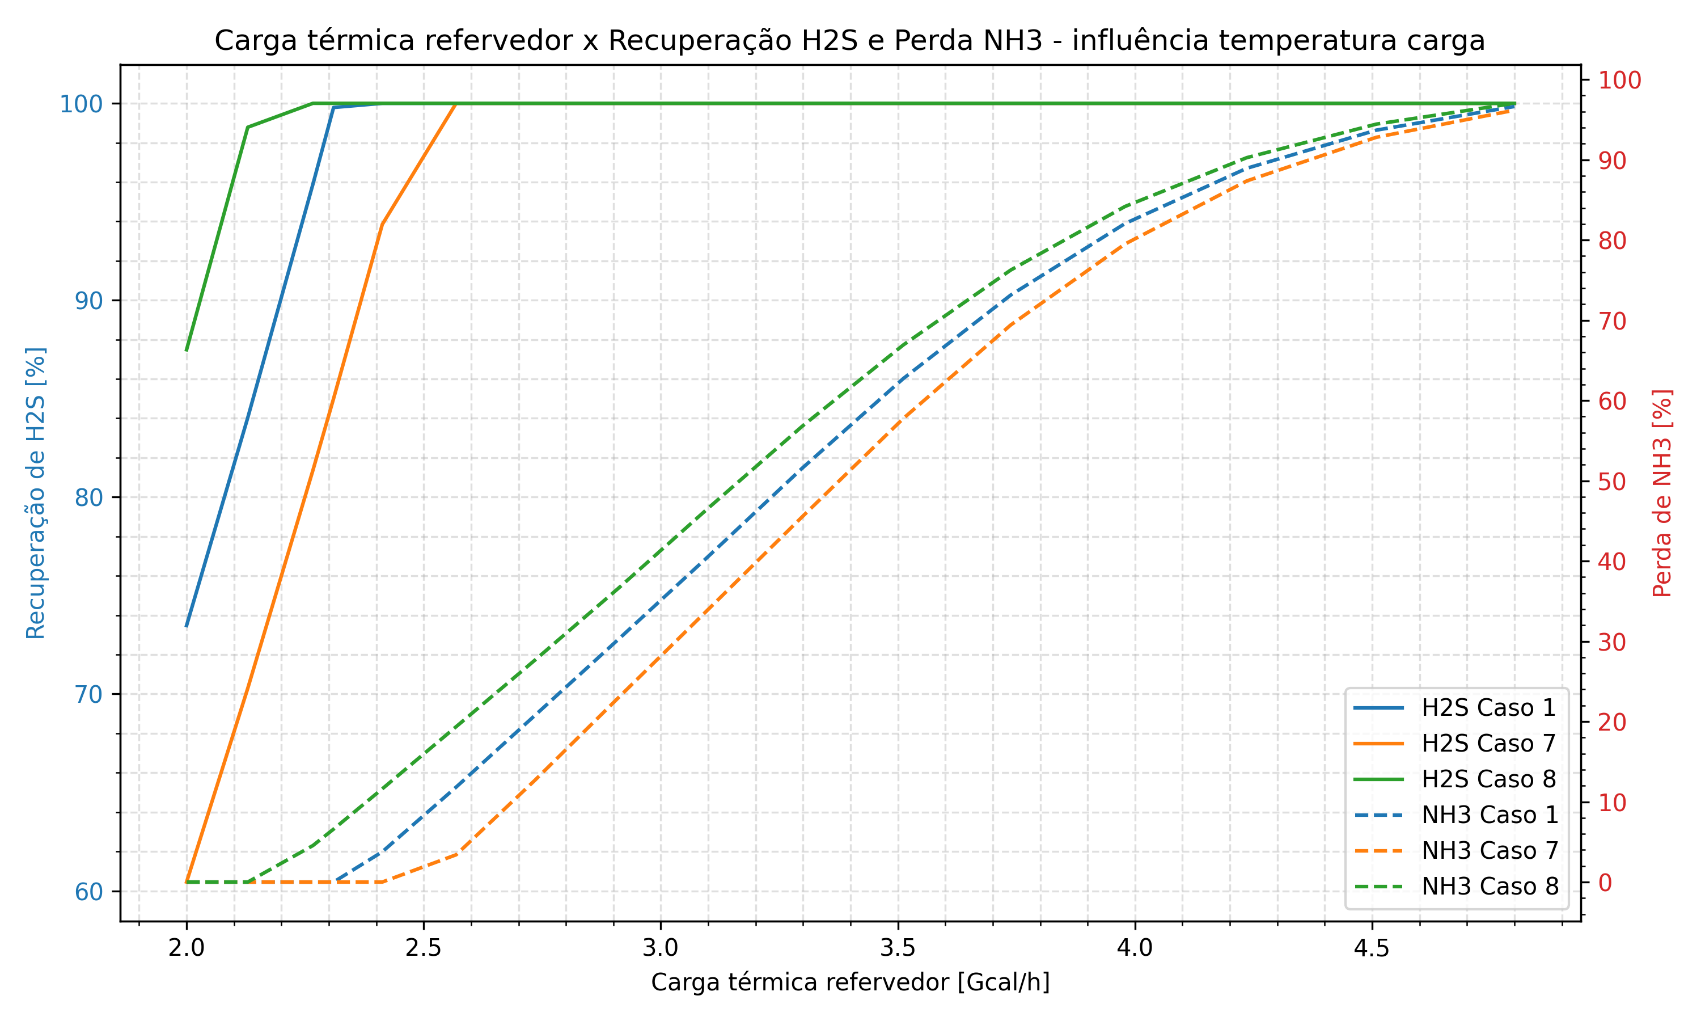 Carga térmica refervedor x Recuperação H2S e Perda NH3 - influência temperatura carga
Recuperação de H2S [%]
100
90
80
70
60
2.0 2.5 3.0 3.5 4.0 4.5
Carga térmica refervedor [Gcal/h]
100
90
80
70
60
50
40
30
20
10
0
Perda de NH3 [%]
H2S Caso 1
H2S Caso 7
H2S Caso 8
NH3 Caso 1
NH3 Caso 7
NH3 Caso 8